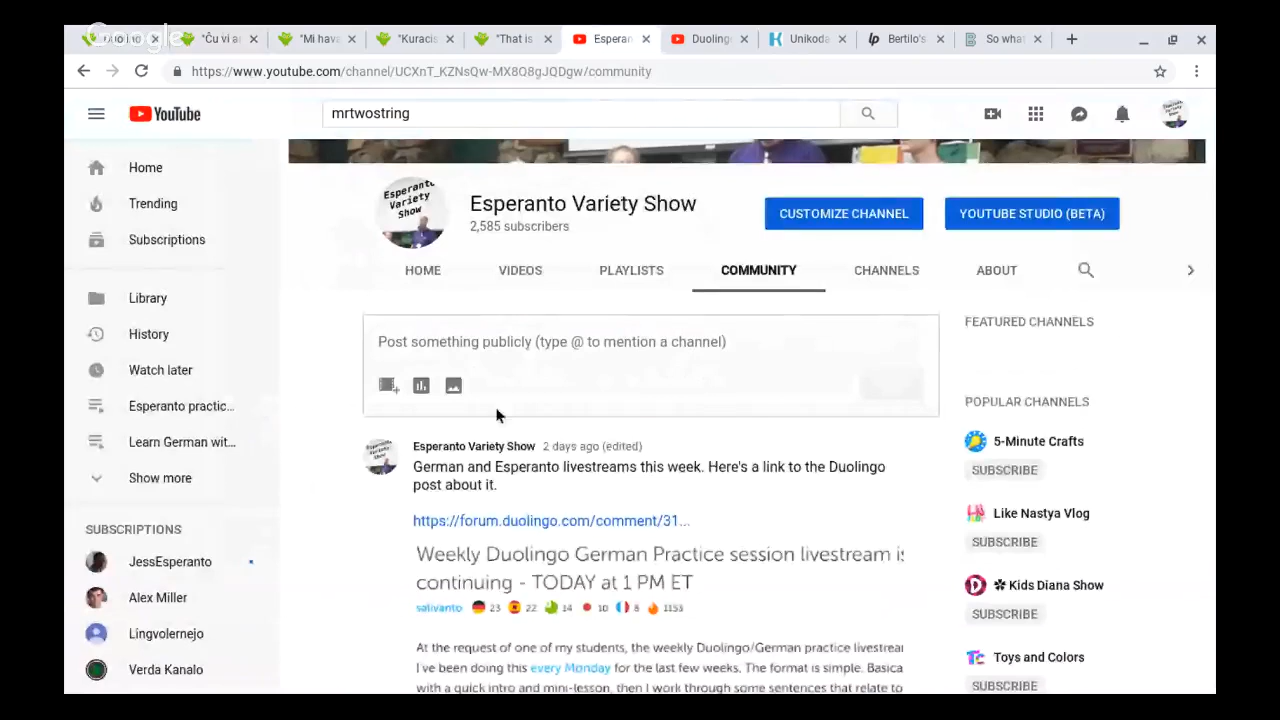 Google
"Ĉu vi a
"Mi hava
"Kuracis
"That is
Esperan
Duoling
Unikoda
lp Bertilo's
B So wha
https://www.youtube.com/channel/UCXnT_KZNsQw-MX8Q8gJQDgw/community
YouTube
mrtwostring
Home
Trending
Subscriptions
Library
History
Watch later
Esperanto practic...
Learn German wit...
Show more
SUBSCRIPTIONS
JessEsperanto
Alex Miller
Lingvolernejo
Verda Kanalo
Esperanto
Variety
Show
Esperanto Variety Show
2,585 subscribers
CUSTOMIZE CHANNEL
YOUTUBE STUDIO (BETA)
HOME VIDEOS PLAYLISTS COMMUNITY CHANNELS ABOUT
Post something publicly (type @ to mention a channel)
Esperanto Variety Show 2 days ago (edited)
German and Esperanto livestreams this week. Here's a link to the Duolingo
post about it.
https://forum.duolingo.com/comment/31...
Weekly Duolingo German Practice session livestream is
continuing - TODAY at 1 PM ET
salivanto 23 22 14 10 8 1153
At the request of one of my students, the weekly Duolingo/German practice livestrear
I've been doing this every Monday for the last few weeks. The format is simple. Basica
with a quick intro and mini-lesson, then I work through some sentences that relate to
FEATURED CHANNELS
POPULAR CHANNELS
5-Minute Crafts
SUBSCRIBE
Like Nastya Vlog
SUBSCRIBE
✲ Kids Diana Show
SUBSCRIBE
Toys and Colors
SUBSCRIBE